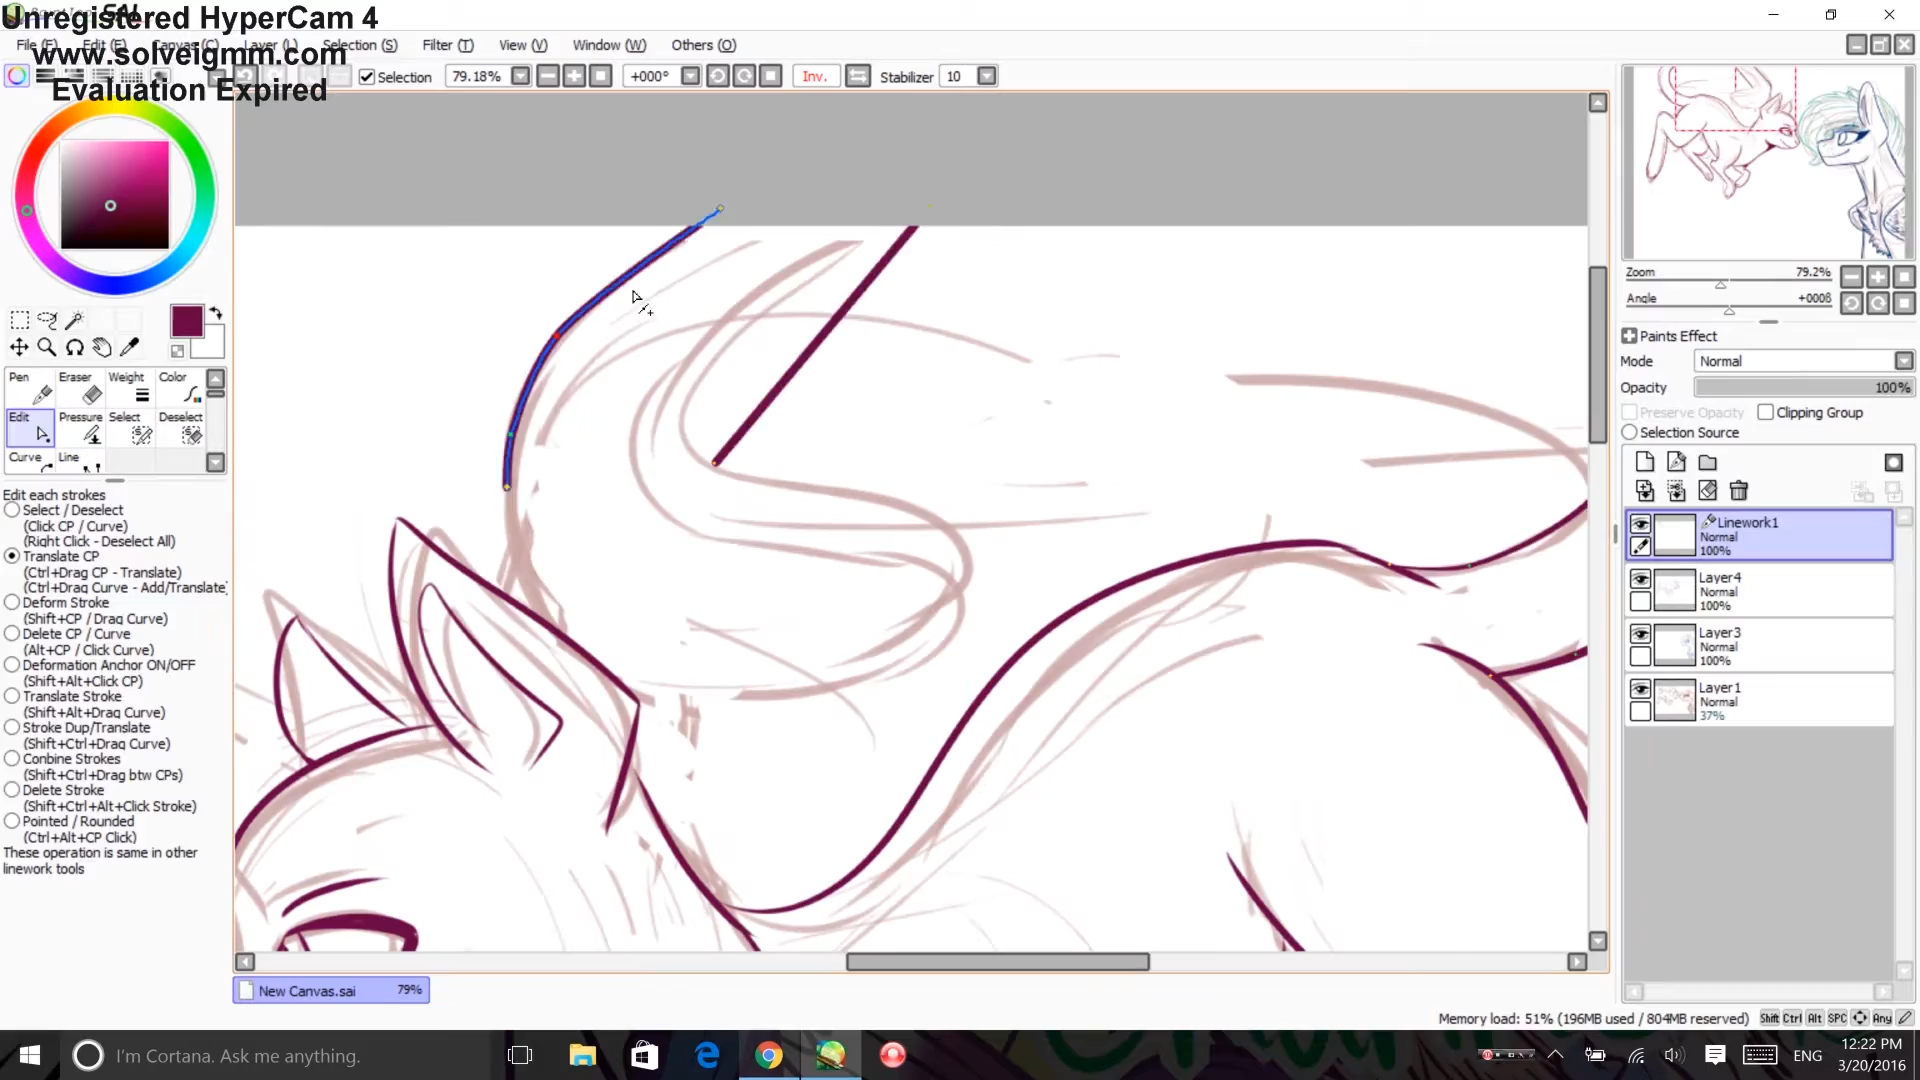 SAI
Unregistered HyperCam 4
www.solveigmm.com
Evaluation Expired
File (F) Edit (E) Canvas (C) Layer (L) Selection (S) Filter (T) View (V) Window (W) Others (O)
Selection 79.18% +000° Inv. Stabilizer 10
Zoom 79.2%
Angle +000ß
Paints Effect
Mode Normal
Opacity 100%
Preserve Opacity Clipping Group
Selection Source
Linework1
Normal
100%
Layer4
Normal
100%
Layer3
Normal
100%
Layer1
Normal
37%
Pen Eraser Weight Color
Edit Pressure Select Deselect
Curve Line
Edit each strokes
Select / Deselect
(Click CP / Curve)
(Right Click - Deselect All)
Translate CP
(Ctrl+Drag CP - Translate)
(Ctrl+Drag Curve - Add/Translate
Deform Stroke
(Shift+CP / Drag Curve)
Delete CP / Curve
(Alt+CP / Click Curve)
Deformation Anchor ON/OFF
(Shift+Alt+Click CP)
Translate Stroke
(Shift+Alt+Drag Curve)
Stroke Dup/Translate
(Shift+Ctrl+Drag Curve)
Conbine Strokes
(Shift+Ctrl+Drag btw CPs)
Delete Stroke
(Shift+Ctrl+Alt+Click Stroke)
Pointed / Rounded
(Ctrl+Alt+CP Click)
These operation is same in other
linework tools
New Canvas.sai 79%
Memory load: 51% (196MB used / 804MB reserved) Shift Ctrl Alt SPC Any
I'm Cortana. Ask me anything.
ENG
12:22 PM
3/20/2016